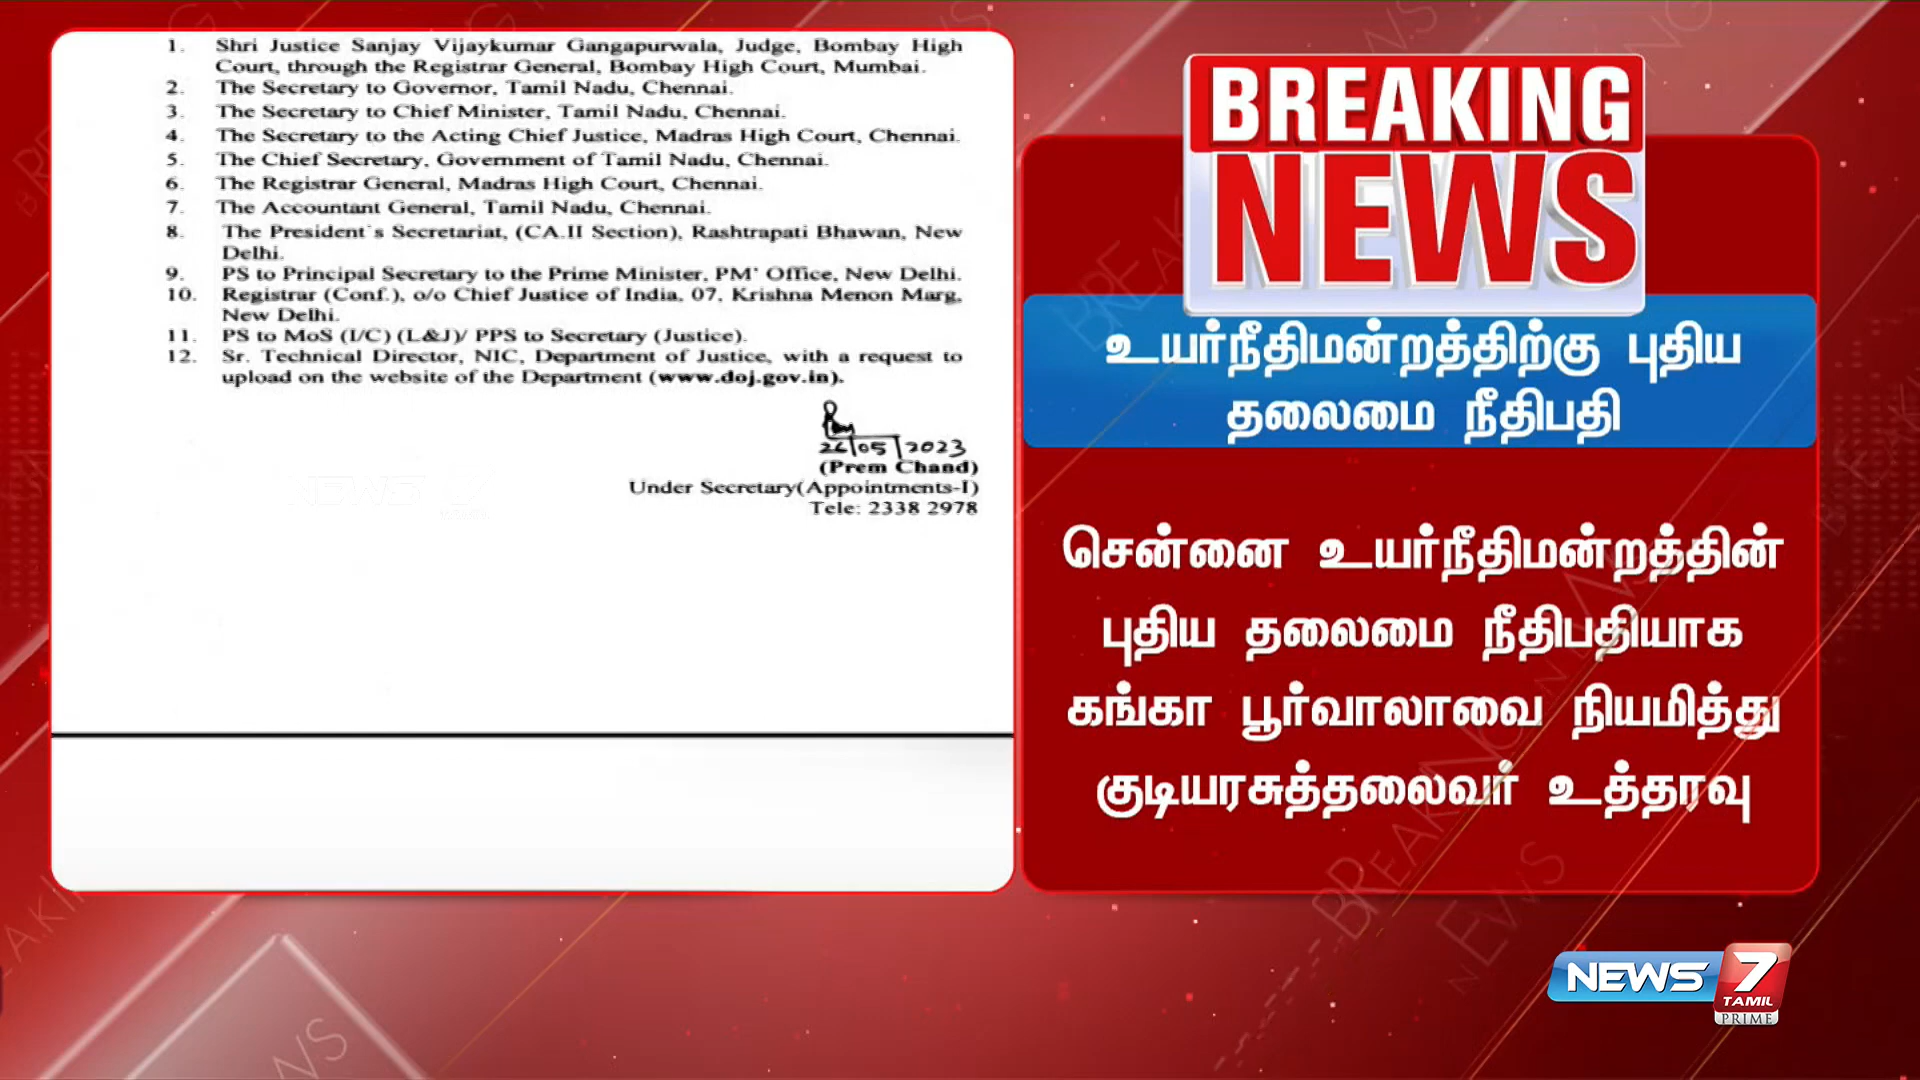 1. Shri Justice Sanjay Vijaykumar Gangapurwala, Judge, Bombay High
Court, through the Registrar General, Bombay High Court, Mumbai.
2. The Secretary to Governor, Tamil Nadu, Chennai.
3. The Secretary to Chief Minister, Tamil Nadu, Chennai.
4. The Secretary to the Acting Chief Justice, Madras High Court, Chennai.
5. The Chief Secretary, Government of Tamil Nadu, Chennai.
6. The Registrar General, Madras High Court, Chennai.
7. The Accountant General, Tamil Nadu, Chennai.
8. The President's Secretariat, (CA.II Section), Rashtrapati Bhawan, New
Delhi.
9. PS to Principal Secretary to the Prime Minister, PM' Office, New Delhi.
10. Registrar (Conf.), o/o Chief Justice of India, 07, Krishna Menon Marg,
New Delhi.
11. PS to MoS (I/C) (L&J)/ PPS to Secretary (Justice).
12. Sr. Technical Director, NIC, Department of Justice, with a request to
upload on the website of the Department (www.doj.gov.in).
26/05/2023
(Prem Chand)
Under Secretary(Appointments-I)
Tele: 2338 2978
BREAKING
NEWS
உயர்நீதிமன்றத்திற்கு புதிய
தலைமை நீதிபதி
சென்னை உயர்நீதிமன்றத்தின்
புதிய தலைமை நீதிபதியாக
கங்கா பூர்வாலாவை நியமித்து
குடியரசுத்தலைவர் உத்தரவு
NEWS 7
TAMIL
PRIME